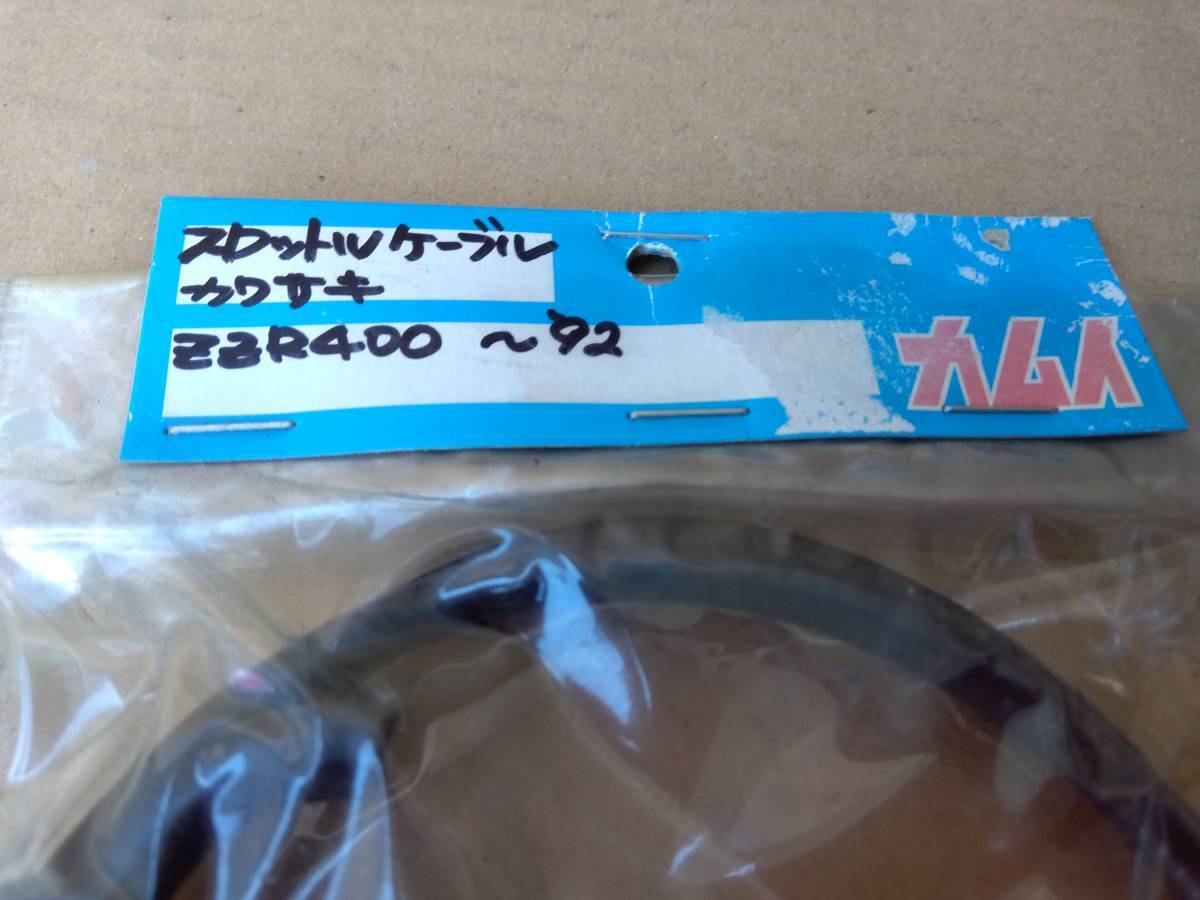 スロットルケーブル
カワサキ
ZZR400 ～'92
カムイ